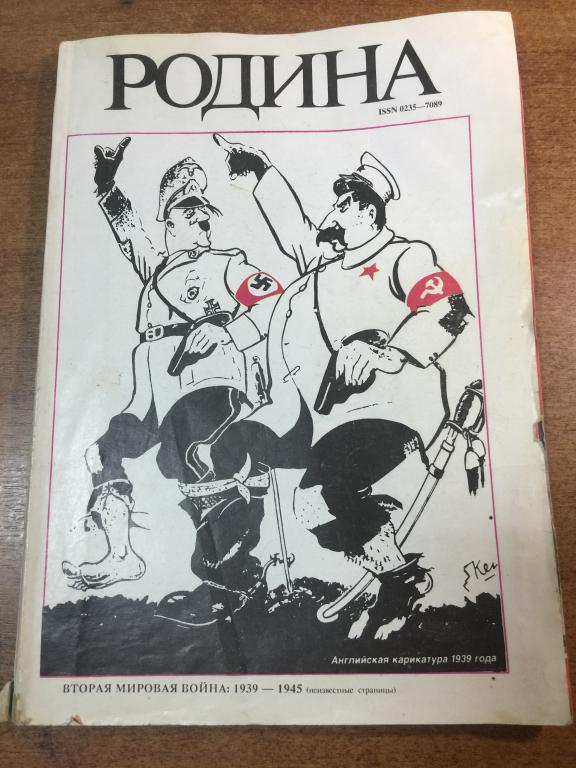 РОДИНА
ISSN 0235—7089
Английская карикатура 1939 года
ВТОРАЯ МИРОВАЯ ВОЙНА: 1939 — 1945 (неизвестные страницы)